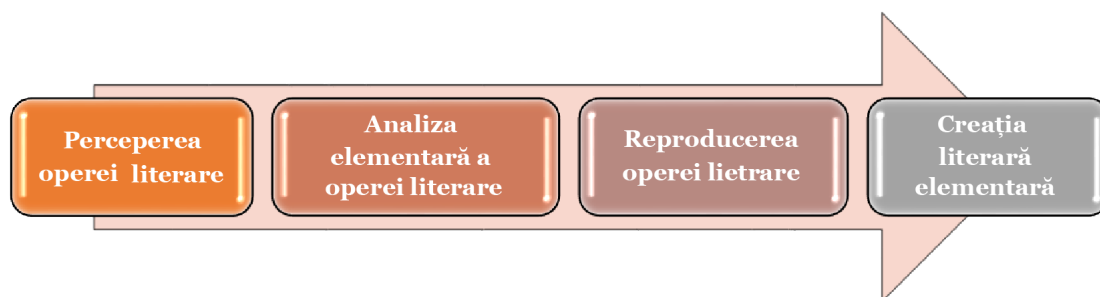 Perceperea
operei literare
Analiza
elementară a
operei literare
Reproducerea
operei lietrare
Creația
literară
elementară